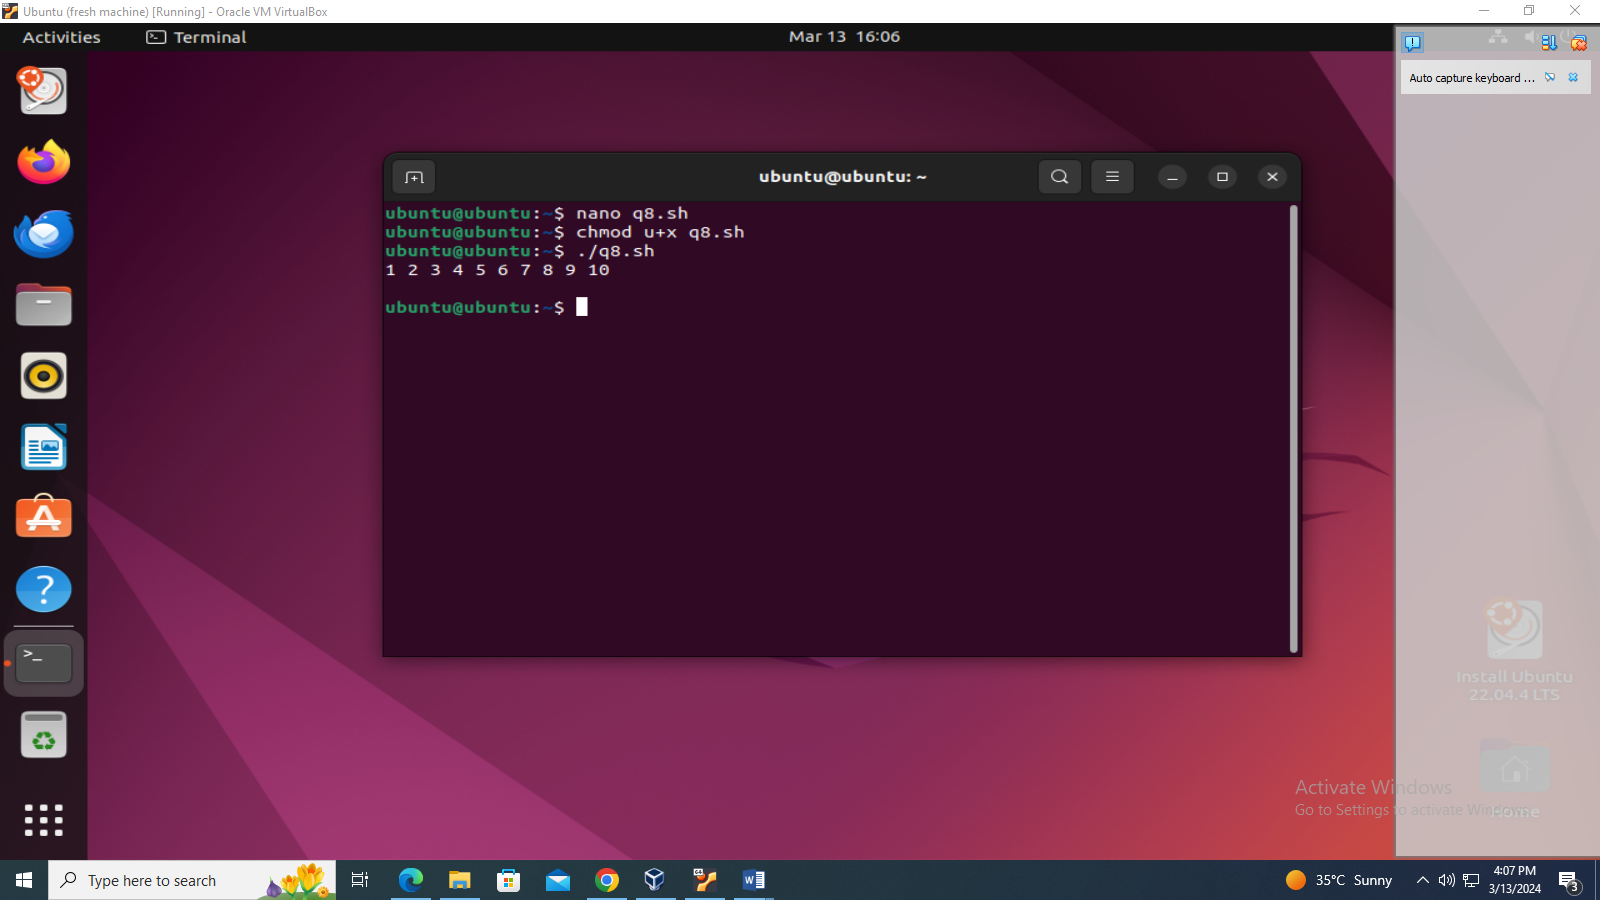 Ubuntu (fresh machine) [Running] - Oracle VM VirtualBox
Activities
Terminal
Mar 13 16:06
Auto capture keyboard ...
ubuntu@ubuntu: ~
ubuntu@ubuntu:~$ nano q8.sh
ubuntu@ubuntu:~$ chmod u+x q8.sh
ubuntu@ubuntu:~$ ./q8.sh
1 2 3 4 5 6 7 8 9 10
ubuntu@ubuntu:~$
Install Ubuntu
22.04.4 LTS
Activate Windows
Go to Settings to activate Windows.
Home
Type here to search
35°C Sunny
4:07 PM
3/13/2024
3